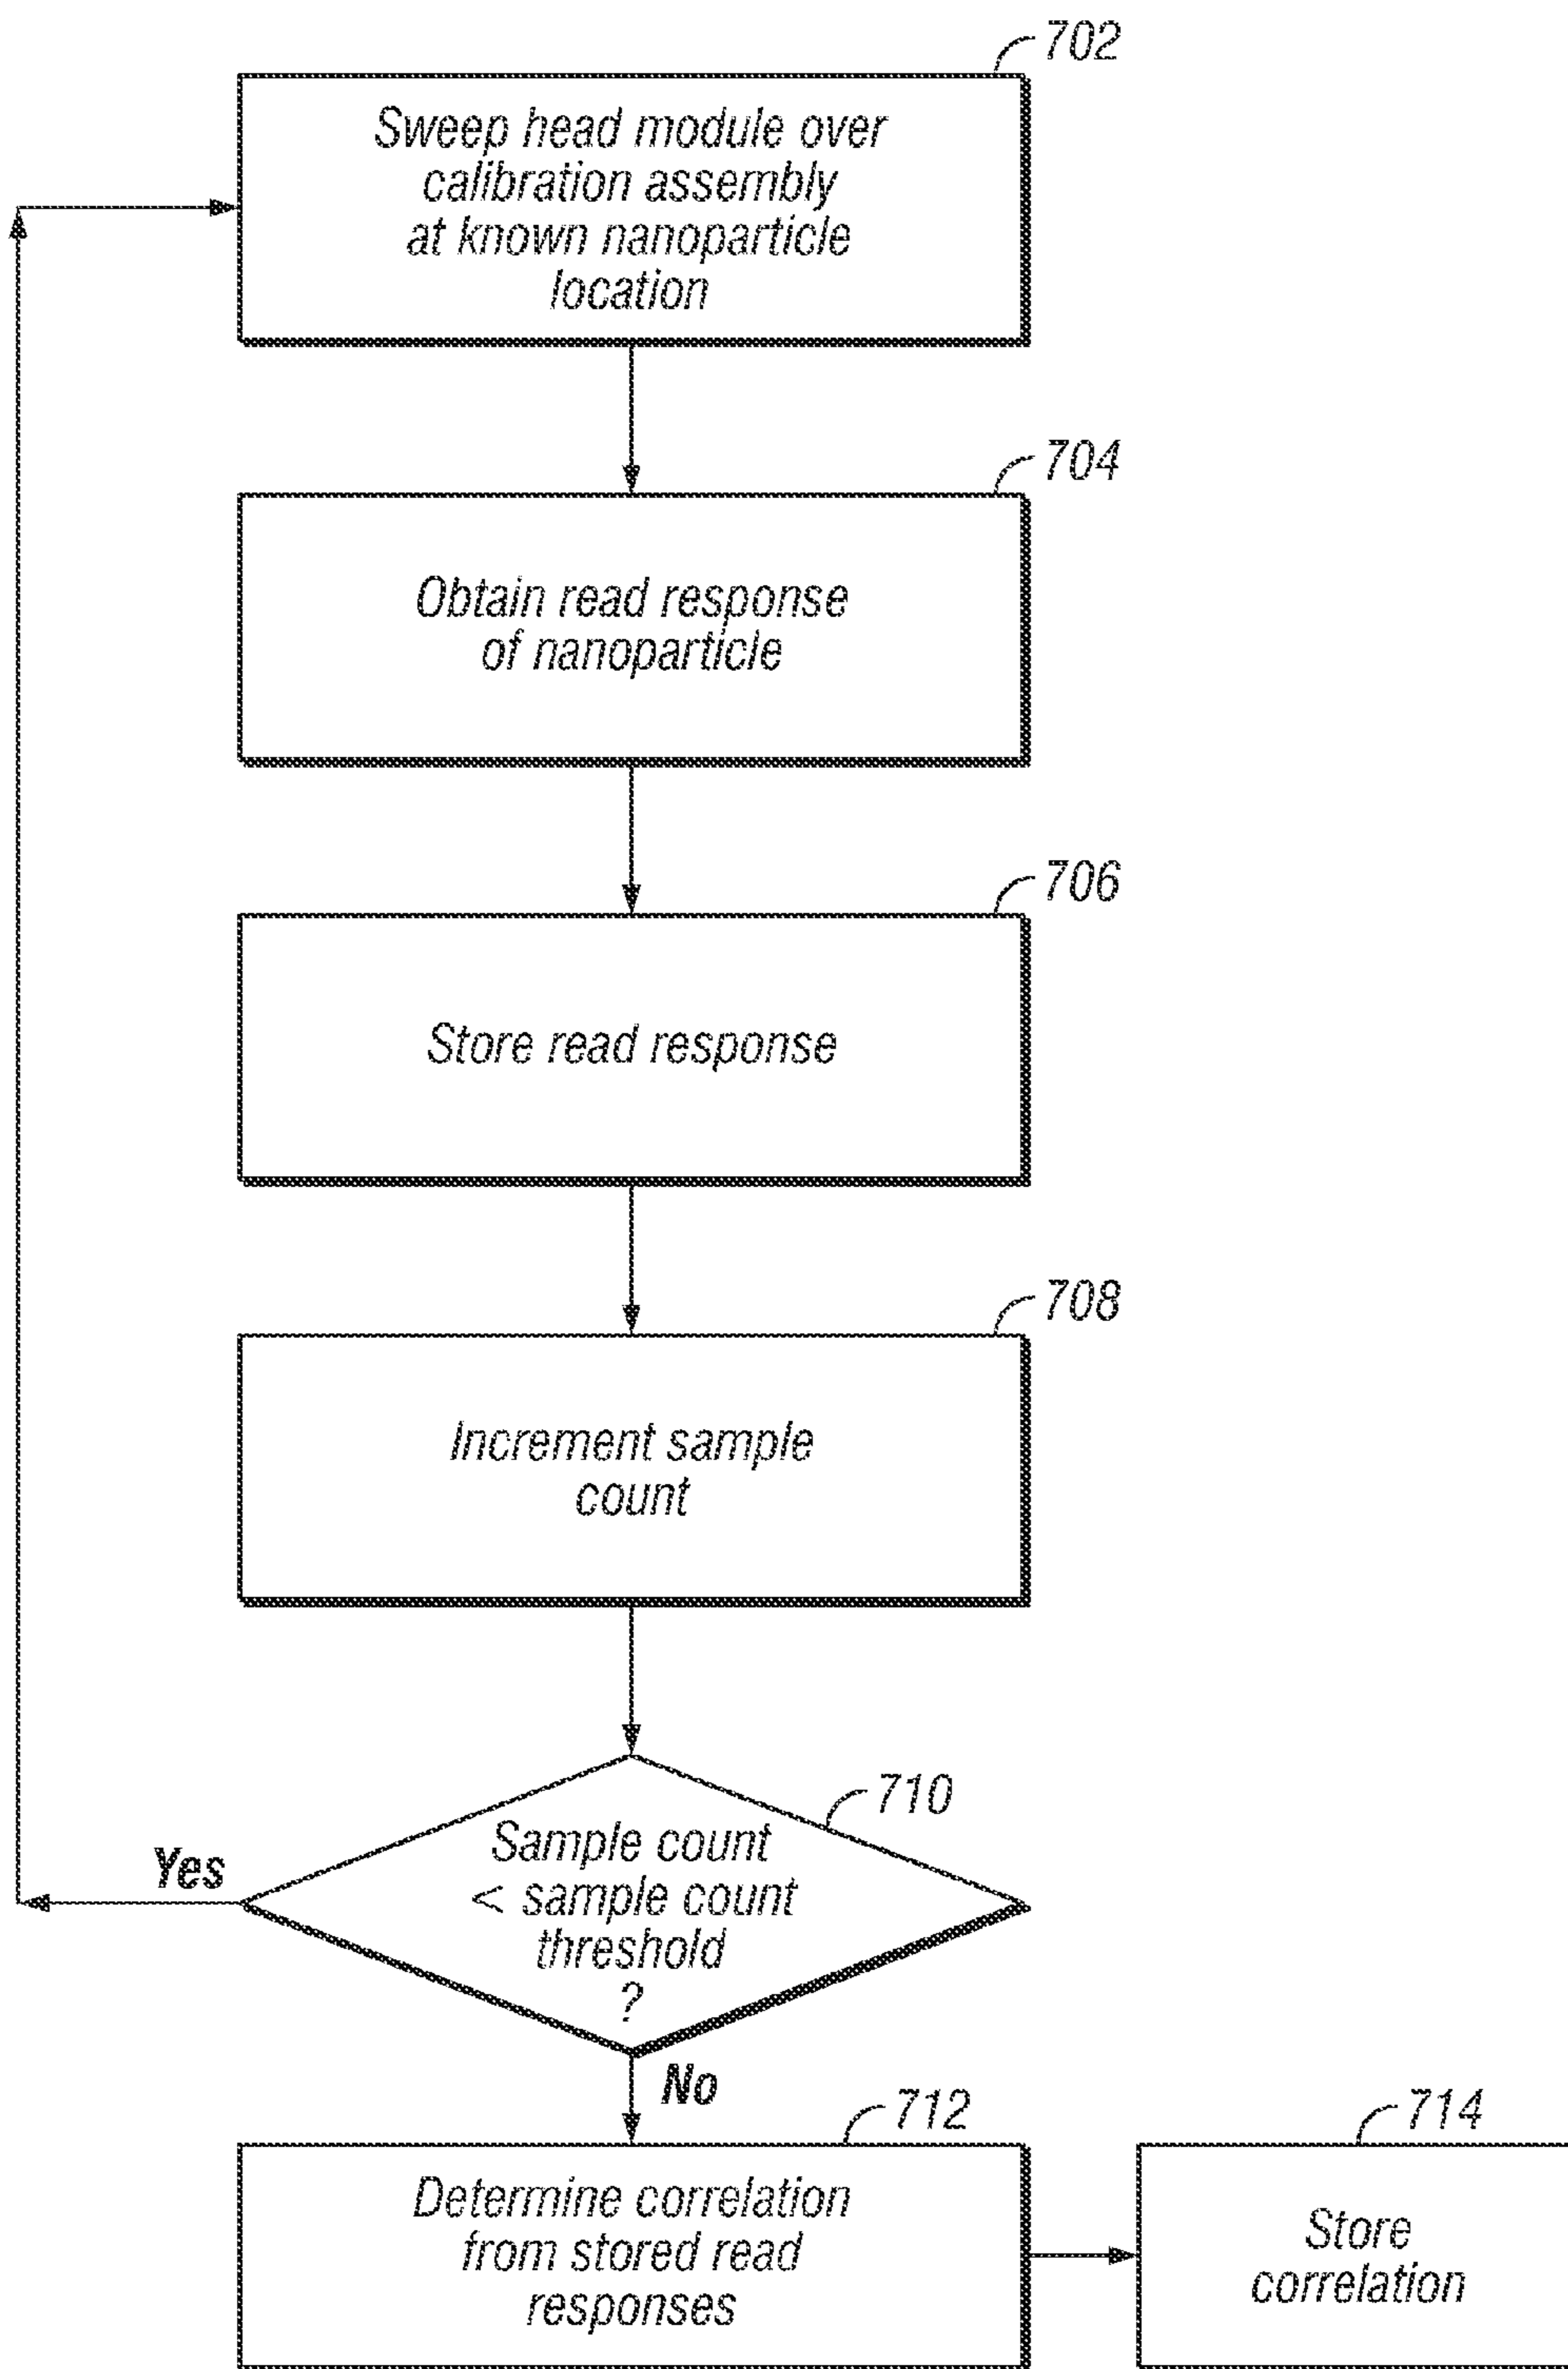 702
Sweep head module over
calibration assembly
at known nanoparticle
location
704
Obtain read response
of nanoparticle
706
Store read response
708
Increment sample
count
710
Sample count
< sample count
threshold
?
Yes
No
712
Determine correlation
from stored read
responses
714
Store
correlation